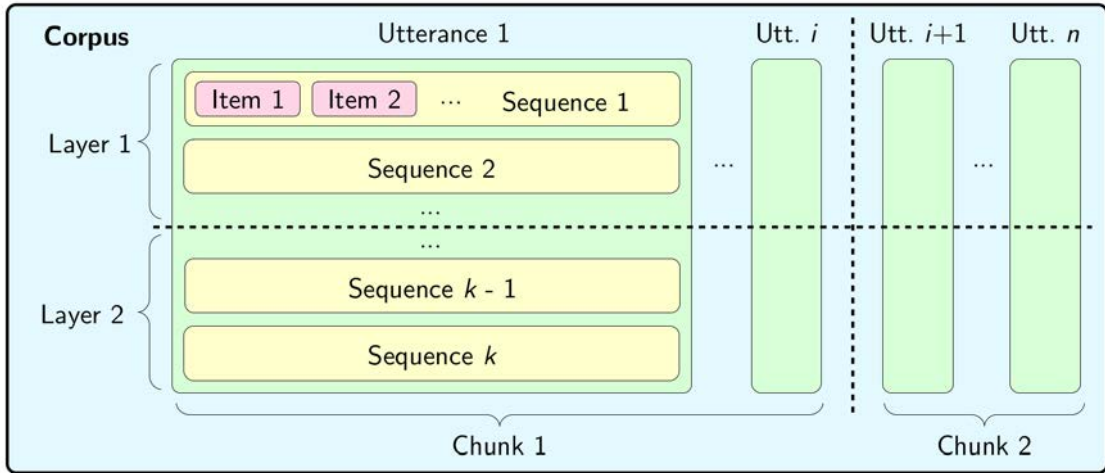 Corpus Utterance 1 Utt. i Utt. i+1 Utt. n
Item 1 Item 2 ... Sequence 1
Layer 1
Sequence 2 ... ...
...
...
Sequence k - 1
Layer 2
Sequence k
Chunk 1 Chunk 2